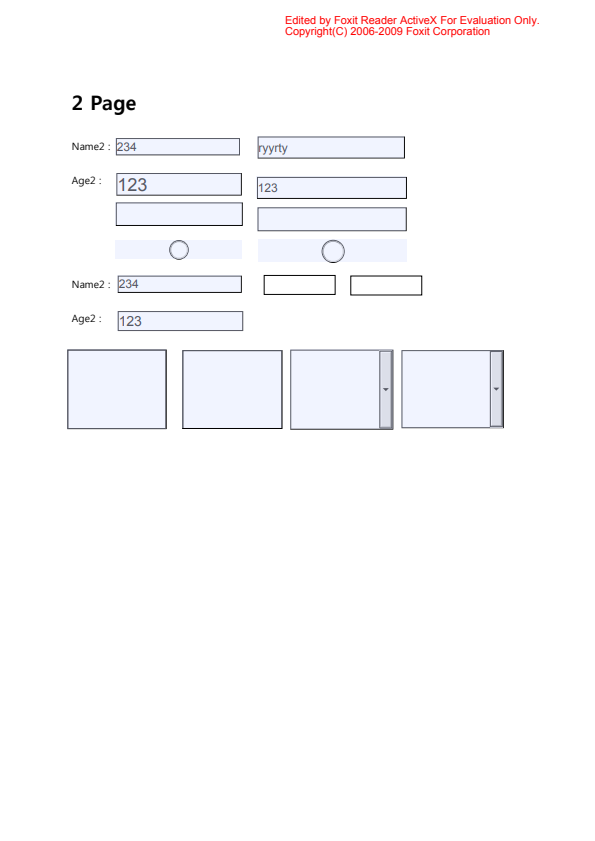 Edited by Foxit Reader ActiveX For Evaluation Only.
Copyright(C) 2006-2009 Foxit Corporation
2 Page
Name2 : 234 ryyrty
Age2 : 123 123
Name2 : 234
Age2 : 123